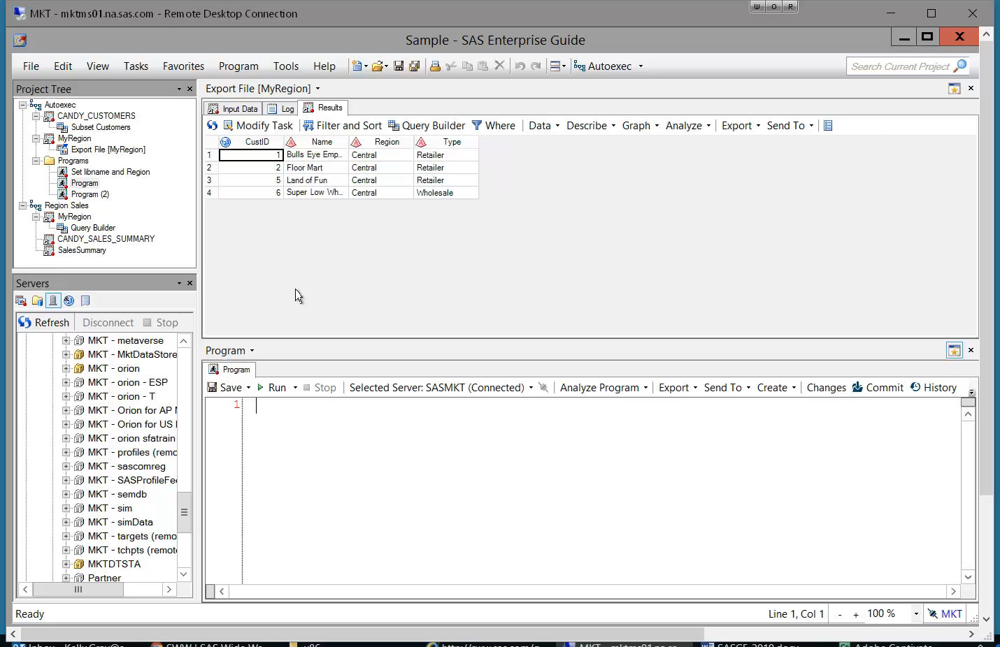 MKT - mktms01.na.sas.com - Remote Desktop Connection
W O R
Sample - SAS Enterprise Guide
File Edit View Tasks Favorites Program Tools Help Autoexec Search Current Project
Project Tree
Autoexec
CANDY_CUSTOMERS
Subset Customers
MyRegion
Export File [MyRegion]
Programs
Set libname and Region
Program
Program (2)
Region Sales
MyRegion
Query Builder
CANDY_SALES_SUMMARY
SalesSummary
Servers
Refresh Disconnect Stop
MKT - metaverse
MKT - MktDataStore
MKT - orion
MKT - orion - ESP
MKT - orion - T
MKT - Orion for AP
MKT - Orion for US
MKT - orion sfatrain
MKT - profiles (remo
MKT - sascomreg
MKT - SASProfileFe
MKT - semdb
MKT - sim
MKT - simData
MKT - targets (remo
MKT - tchpts (remot
MKTDTSTA
Partner
Export File [MyRegion]
Input Data Log Results
Modify Task Filter and Sort Query Builder Where Data Describe Graph Analyze Export Send To
CustID Name Region Type
1 1 Bulls Eye Emp... Central Retailer
2 2 Floor Mart Central Retailer
3 5 Land of Fun Central Retailer
4 6 Super Low Wh... Central Wholesale
Program
Program
Save Run Stop Selected Server: SASMKT (Connected) Analyze Program Export Send To Create Changes Commit History
1
Ready Line 1, Col 1 - + 100 % MKT